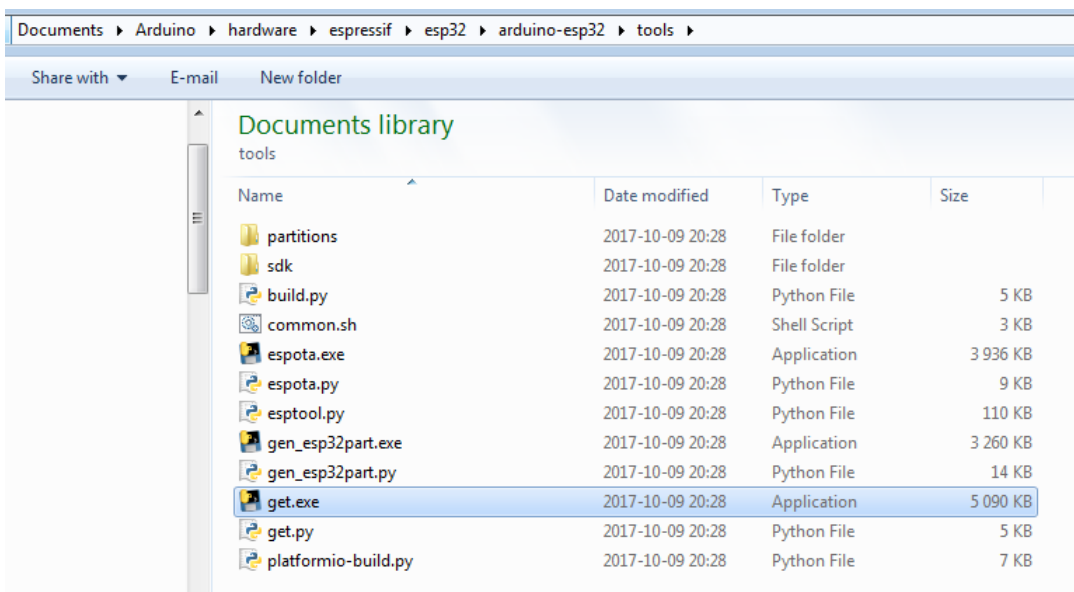 Documents Arduino hardware espressif esp32 arduino-esp32 tools
Share with E-mail New folder
Documents library
tools
Name Date modified Type Size
partitions 2017-10-09 20:28 File folder
sdk 2017-10-09 20:28 File folder
build.py 2017-10-09 20:28 Python File 5 KB
common.sh 2017-10-09 20:28 Shell Script 3 KB
espota.exe 2017-10-09 20:28 Application 3 936 KB
espota.py 2017-10-09 20:28 Python File 9 KB
esptool.py 2017-10-09 20:28 Python File 110 KB
gen_esp32part.exe 2017-10-09 20:28 Application 3 260 KB
gen_esp32part.py 2017-10-09 20:28 Python File 14 KB
get.exe 2017-10-09 20:28 Application 5 090 KB
get.py 2017-10-09 20:28 Python File 5 KB
platformio-build.py 2017-10-09 20:28 Python File 7 KB